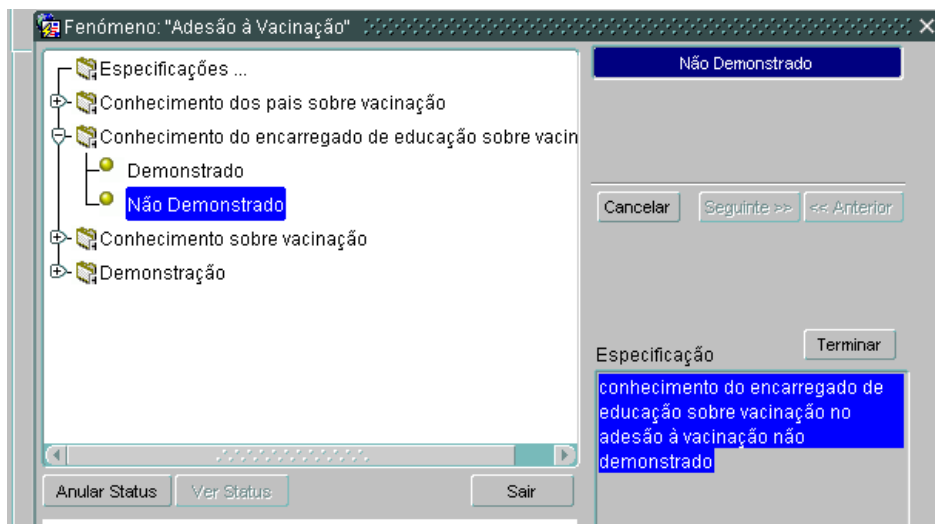 Fenómeno: "Adesão à Vacinação"
Especificações ...
Conhecimento dos pais sobre vacinação
Conhecimento do encarregado de educação sobre vacin
Demonstrado
Não Demonstrado
Conhecimento sobre vacinação
Demonstração
Anular Status
Ver Status
Sair
Não Demonstrado
Cancelar
Seguinte >>
<< Anterior
Terminar
Especificação
conhecimento do encarregado de
educação sobre vacinação no
adesão à vacinação não
demonstrado